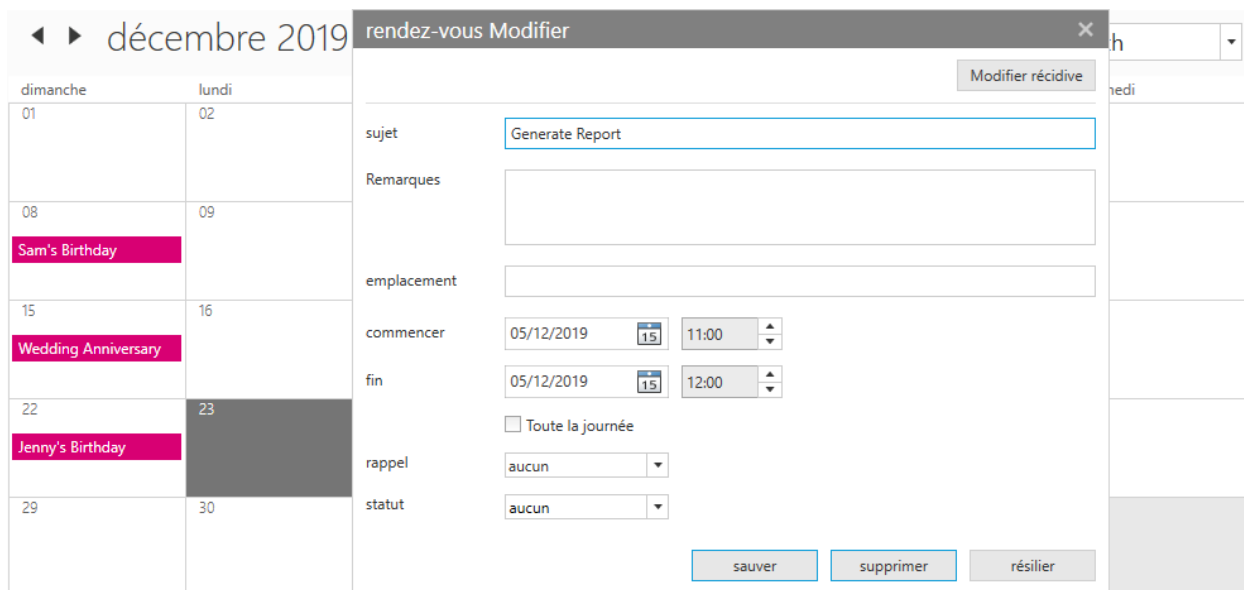 décembre 2019
rendez-vous Modifier
Modifier récidive
dimanche
lundi
01
02
sujet
Generate Report
Remarques
08
09
Sam's Birthday
emplacement
15
16
commencer
05/12/2019
15
11:00
Wedding Anniversary
fin
05/12/2019
15
12:00
22
23
Toute la journée
Jenny's Birthday
rappel
aucun
29
30
statut
aucun
sauver
supprimer
résilier